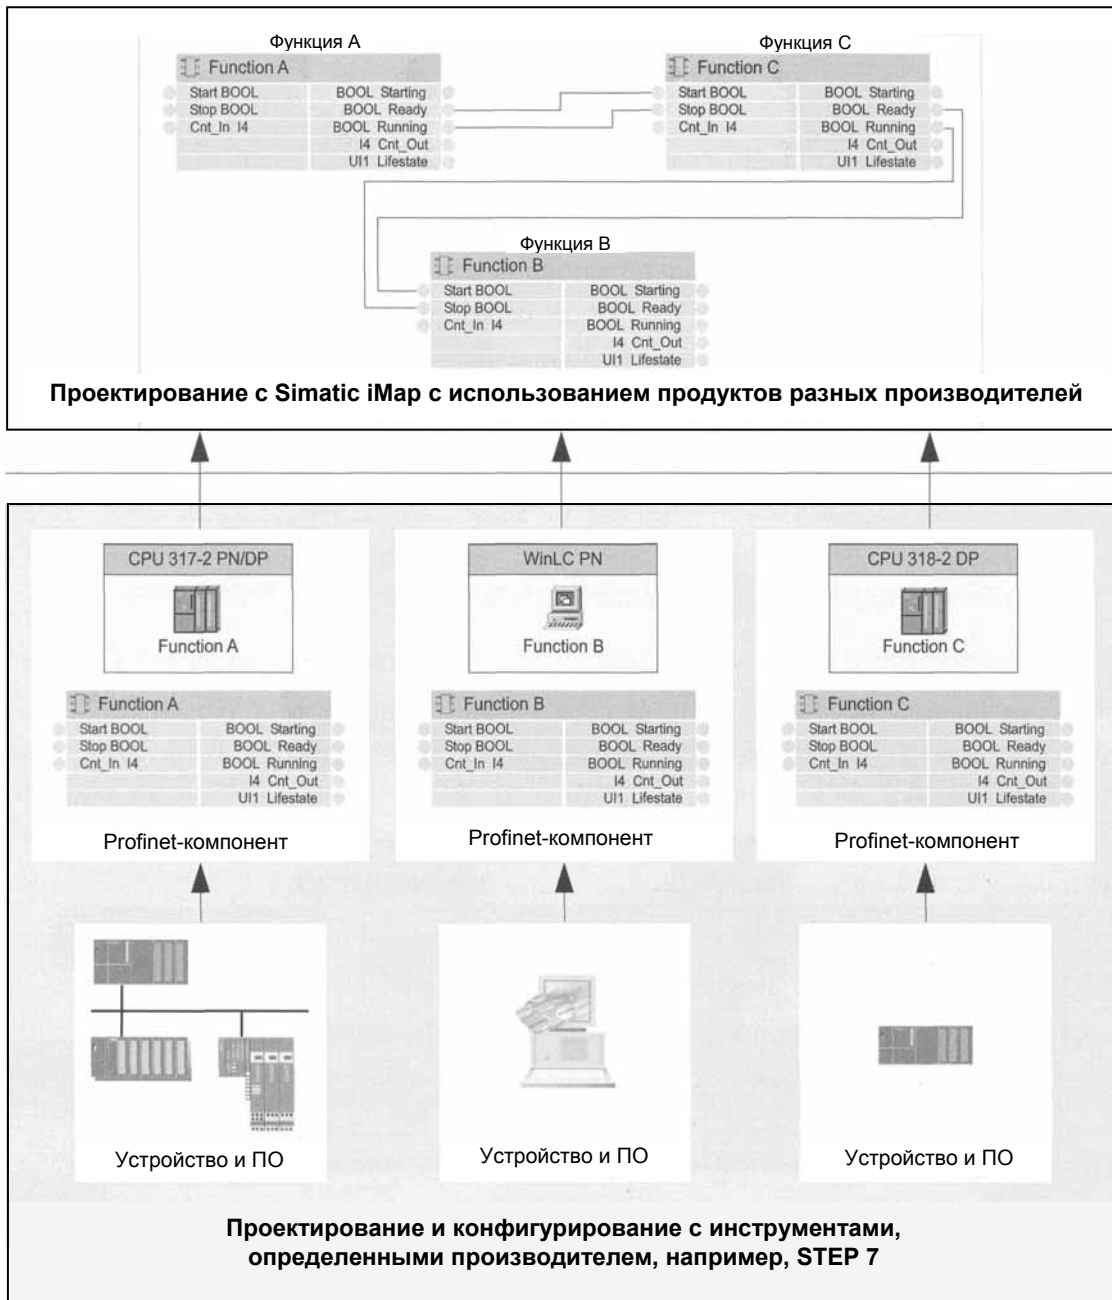 Функция A
Function A
Start BOOL BOOL Starting
Stop BOOL BOOL Ready
Cnt_In I4 BOOL Running
I4 Cnt_Out
UI1 Lifestate
Функция C
Function C
Start BOOL BOOL Starting
Stop BOOL BOOL Ready
Cnt_In I4 BOOL Running
I4 Cnt_Out
UI1 Lifestate
Функция B
Function B
Start BOOL BOOL Starting
Stop BOOL BOOL Ready
Cnt_In I4 BOOL Running
I4 Cnt_Out
UI1 Lifestate
Проектирование с Simatic iMap с использованием продуктов разных производителей
CPU 317-2 PN/DP
Function A
Function A
Start BOOL BOOL Starting
Stop BOOL BOOL Ready
Cnt_In I4 BOOL Running
I4 Cnt_Out
UI1 Lifestate
Profinet-компонент
Устройство и ПО
WinLC PN
Function B
Function B
Start BOOL BOOL Starting
Stop BOOL BOOL Ready
Cnt_In I4 BOOL Running
I4 Cnt_Out
UI1 Lifestate
Profinet-компонент
Устройство и ПО
CPU 318-2 DP
Function C
Function C
Start BOOL BOOL Starting
Stop BOOL BOOL Ready
Cnt_In I4 BOOL Running
I4 Cnt_Out
UI1 Lifestate
Profinet-компонент
Устройство и ПО
Проектирование и конфигурирование с инструментами,
определенными производителем, например, STEP 7